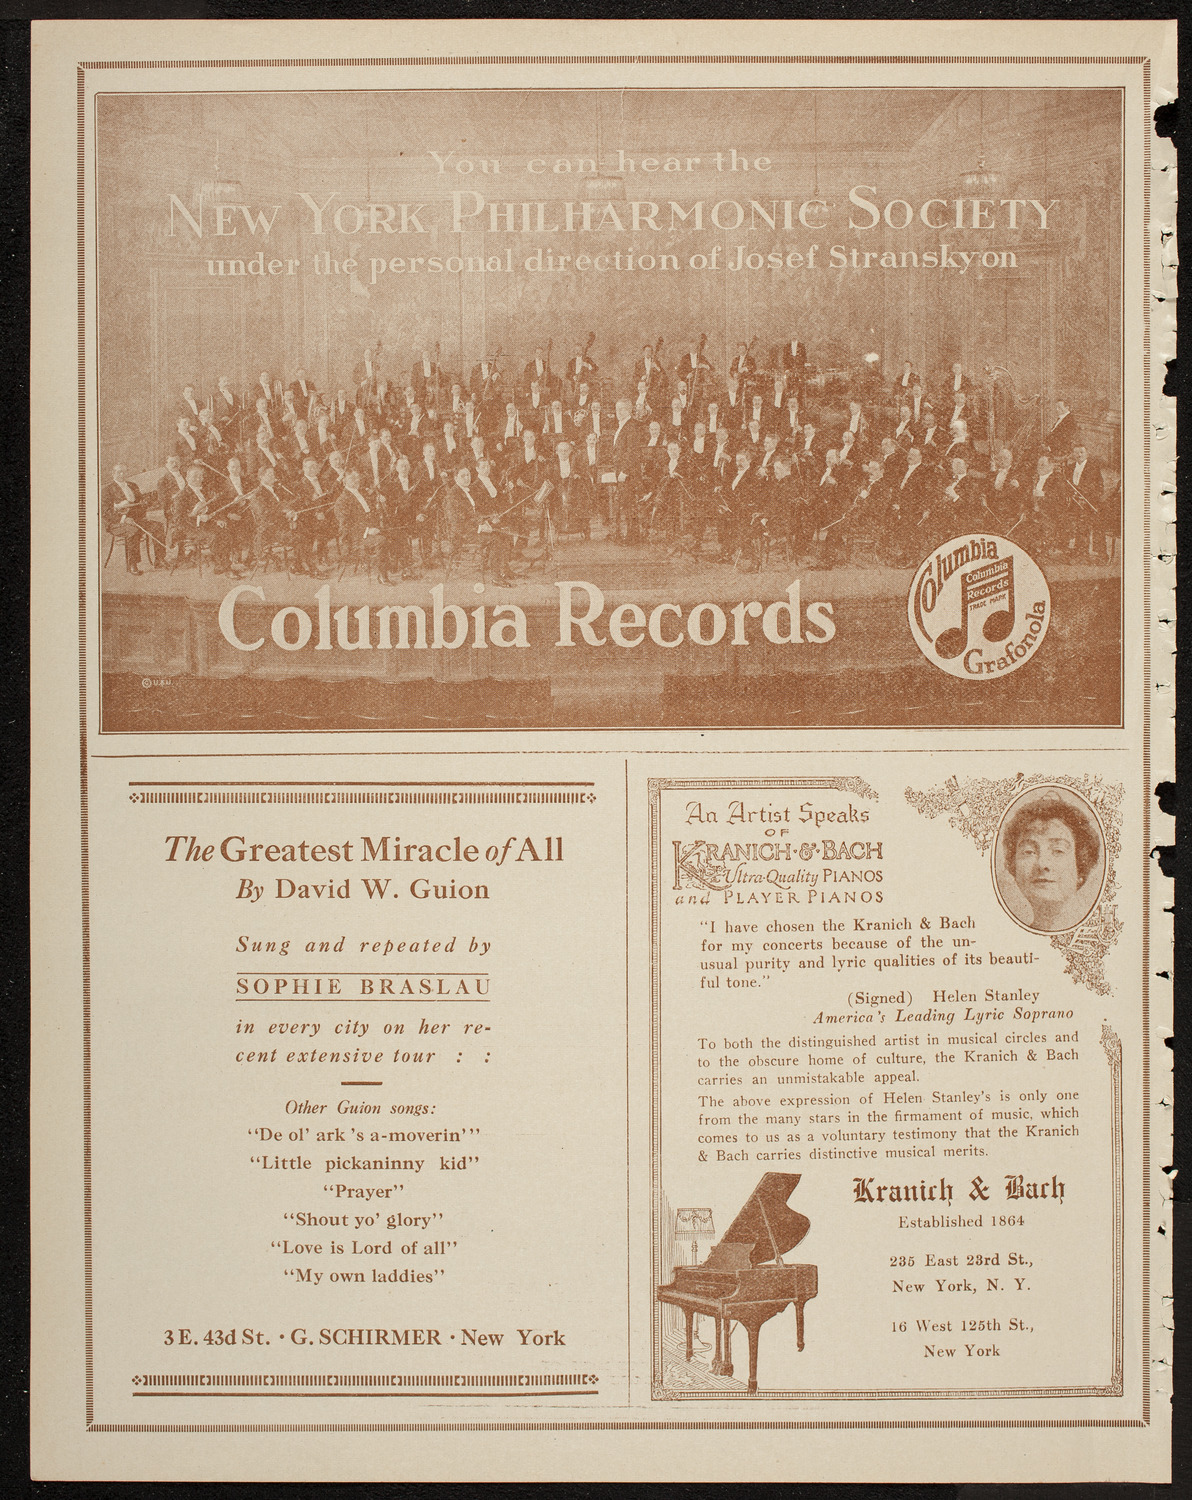 You can hear the
NEW YORK PHILHARMONIC SOCIETY
under the personal direction of Josef Stransky on
Columbia Records
Columbia
Columbia
Records
TRADE MARK
Grafonola
© U & U
The Greatest Miracle of All
By David W. Guion
Sung and repeated by
SOPHIE BRASLAU
in every city on her re-
cent extensive tour : :
Other Guion songs:
“De ol’ ark ’s a-moverin’”
“Little pickaninny kid”
“Prayer”
“Shout yo’ glory”
“Love is Lord of all”
“My own laddies”
3 E. 43d St. · G. SCHIRMER · New York
An Artist Speaks
OF
KRANICH·&·BACH
Ultra-Quality PIANOS
and PLAYER PIANOS
“I have chosen the Kranich & Bach
for my concerts because of the un-
usual purity and lyric qualities of its beauti-
ful tone.”
(Signed) Helen Stanley
America’s Leading Lyric Soprano
To both the distinguished artist in musical circles and
to the obscure home of culture, the Kranich & Bach
carries an unmistakable appeal.
The above expression of Helen Stanley’s is only one
from the many stars in the firmament of music, which
comes to us as a voluntary testimony that the Kranich
& Bach carries distinctive musical merits.
Kranich & Bach
Established 1864
235 East 23rd St.,
New York, N. Y.
16 West 125th St.,
New York